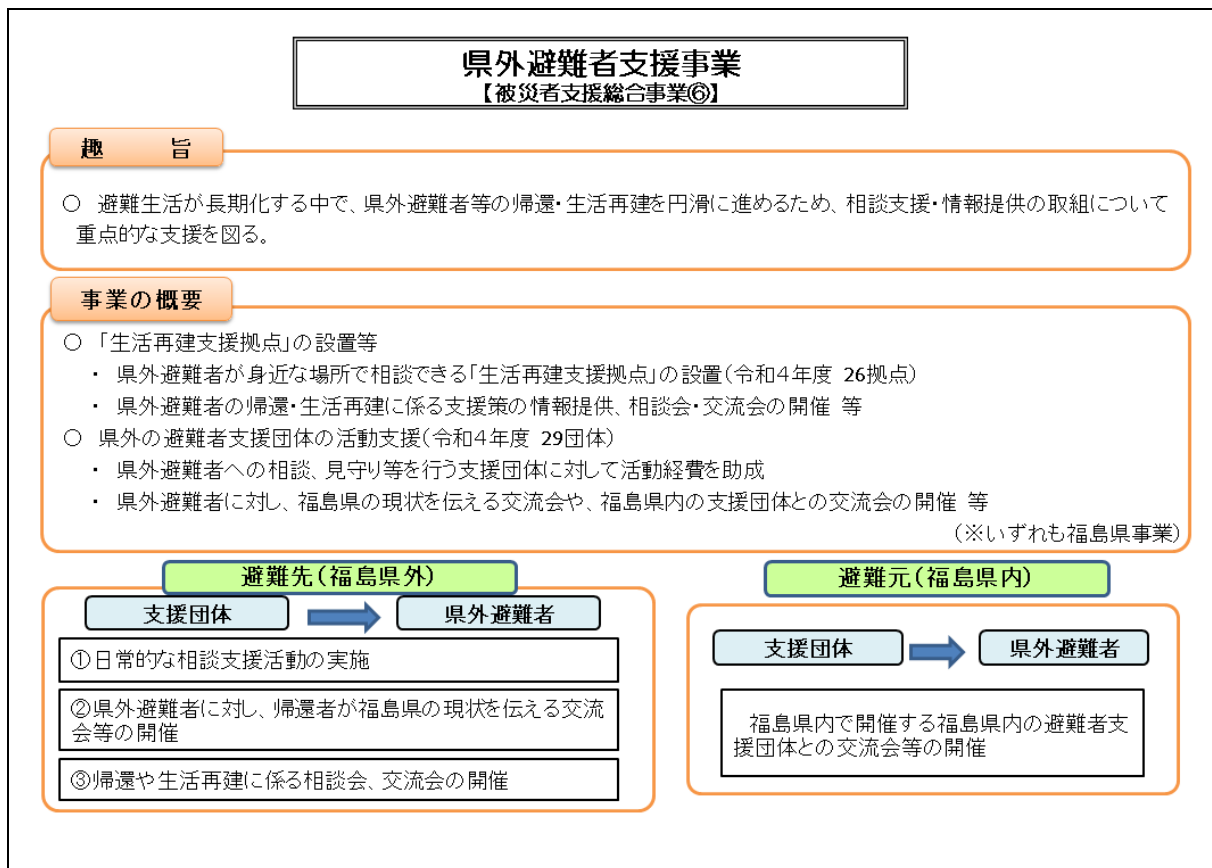 県外避難者支援事業
【被災者支援総合事業⑥】
趣　旨
○ 避難生活が長期化する中で、県外避難者等の帰還・生活再建を円滑に進めるため、相談支援・情報提供の取組について
重点的な支援を図る。
事業の概要
○ 「生活再建支援拠点」の設置等
・ 県外避難者が身近な場所で相談できる「生活再建支援拠点」の設置(令和4年度 26拠点)
・ 県外避難者の帰還・生活再建に係る支援策の情報提供、相談会・交流会の開催 等
○ 県外の避難者支援団体の活動支援(令和4年度 29団体)
・ 県外避難者への相談、見守り等を行う支援団体に対して活動経費を助成
・ 県外避難者に対し、福島県の現状を伝える交流会や、福島県内の支援団体との交流会の開催 等
(※いずれも福島県事業)
避難先(福島県外)
支援団体
県外避難者
①日常的な相談支援活動の実施
②県外避難者に対し、帰還者が福島県の現状を伝える交流
会等の開催
③帰還や生活再建に係る相談会、交流会の開催
避難元(福島県内)
支援団体
県外避難者
福島県内で開催する福島県内の避難者支
援団体との交流会等の開催